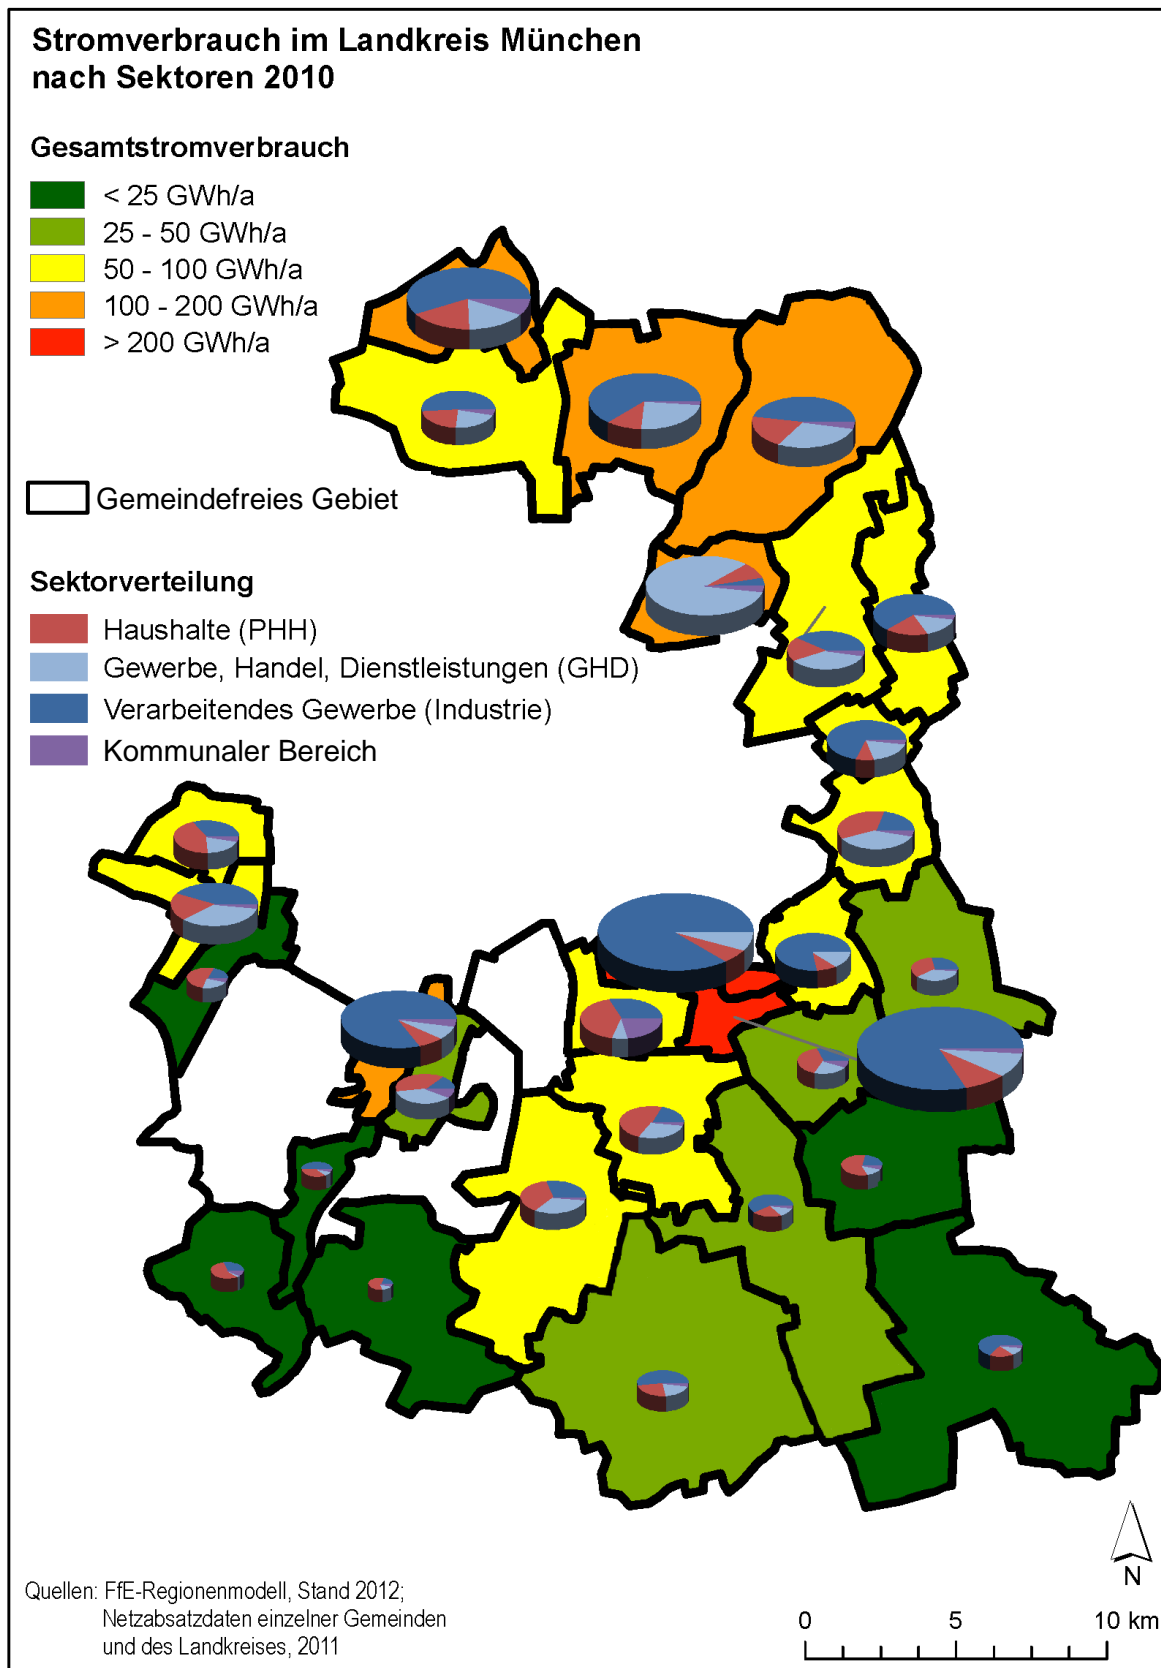 Stromverbrauch im Landkreis München
nach Sektoren 2010
Gesamtstromverbrauch
< 25 GWh/a
25 - 50 GWh/a
50 - 100 GWh/a
100 - 200 GWh/a
> 200 GWh/a
Gemeindefreies Gebiet
Sektorverteilung
Haushalte (PHH)
Gewerbe, Handel, Dienstleistungen (GHD)
Verarbeitendes Gewerbe (Industrie)
Kommunaler Bereich
Quellen: FfE-Regionenmodell, Stand 2012;
Netzabsatzdaten einzelner Gemeinden
und des Landkreises, 2011
N
0 5 10 km